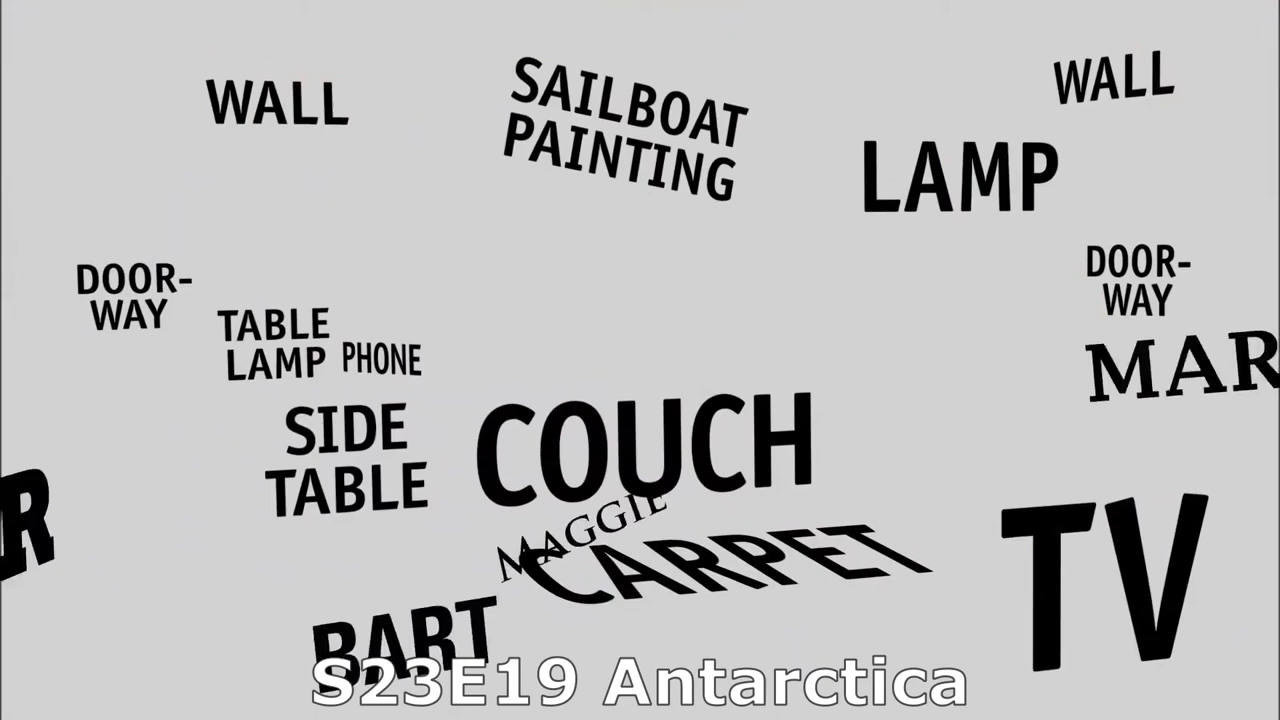 WALL
SAILBOAT
PAINTING
WALL
LAMP
DOOR-
WAY
DOOR-
WAY
TABLE
LAMP
PHONE
MAR
SIDE
TABLE
COUCH
R
MAGGIE
CARPET
TV
BART
S23E19 Antarctica